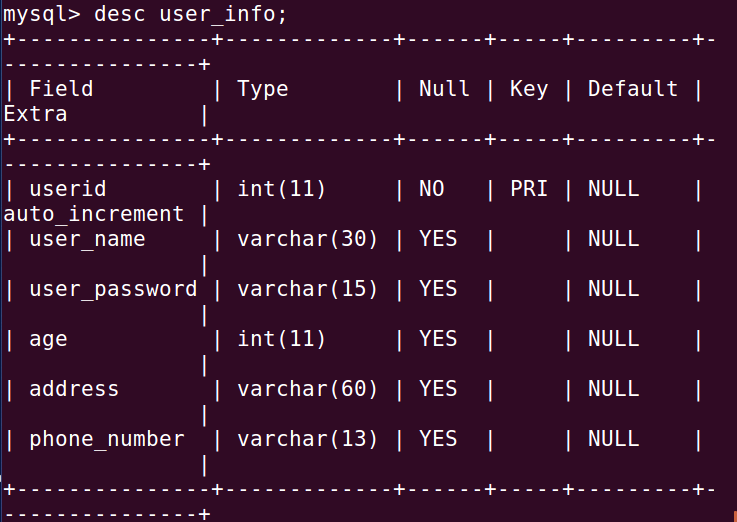 mysql> desc user_info;
+---------------+-------------+------+-----+---------+-
---------------+
| Field         | Type        | Null | Key | Default |
Extra          |
+---------------+-------------+------+-----+---------+-
---------------+
| userid        | int(11)     | NO   | PRI | NULL    |
auto_increment |
| user_name     | varchar(30) | YES  |     | NULL    |
               |
| user_password | varchar(15) | YES  |     | NULL    |
               |
| age           | int(11)     | YES  |     | NULL    |
               |
| address       | varchar(60) | YES  |     | NULL    |
               |
| phone_number  | varchar(13) | YES  |     | NULL    |
               |
+---------------+-------------+------+-----+---------+-
---------------+